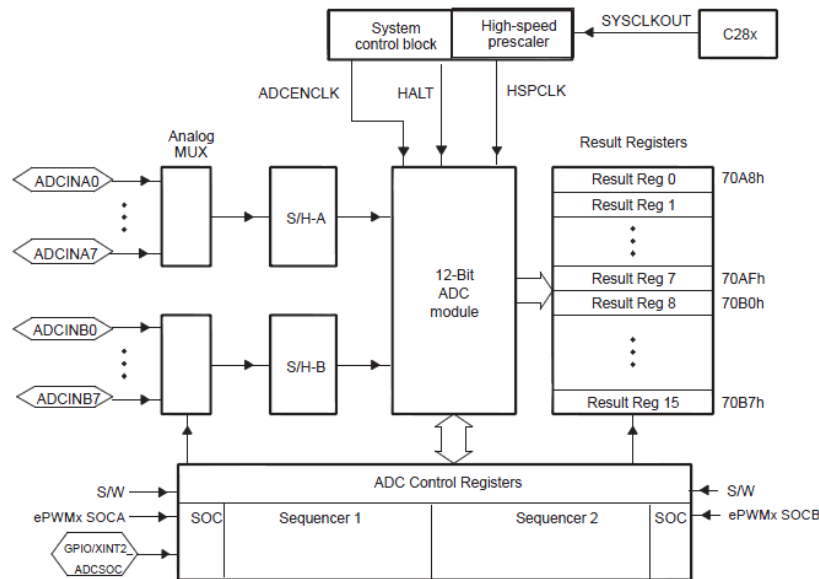 System
control block
High-speed
prescaler
SYSCLKOUT
C28x
ADCENCLK
HALT
HSPCLK
Analog
MUX
Result Registers
ADCINA0
ADCINA7
S/H-A
12-Bit
ADC
module
Result Reg 0
70A8h
Result Reg 1
Result Reg 7
70AFh
Result Reg 8
70B0h
ADCINB0
ADCINB7
S/H-B
Result Reg 15
70B7h
ADC Control Registers
S/W
S/W
ePWMx SOCA
SOC
Sequencer 1
Sequencer 2
SOC
ePWMx SOCB
GPIO/XINT2_
ADCSOC